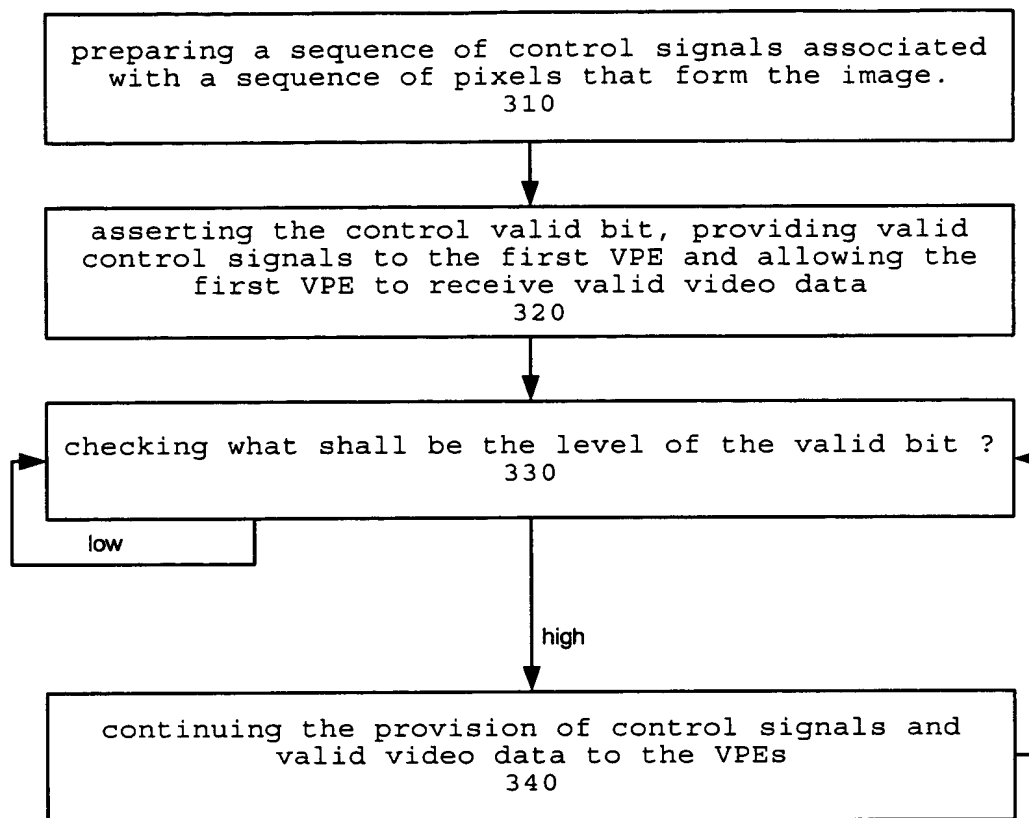 preparing a sequence of control signals associated
with a sequence of pixels that form the image.
310
asserting the control valid bit, providing valid
control signals to the first VPE and allowing the
first VPE to receive valid video data
320
checking what shall be the level of the valid bit ?
330
low
high
continuing the provision of control signals and
valid video data to the VPEs
340